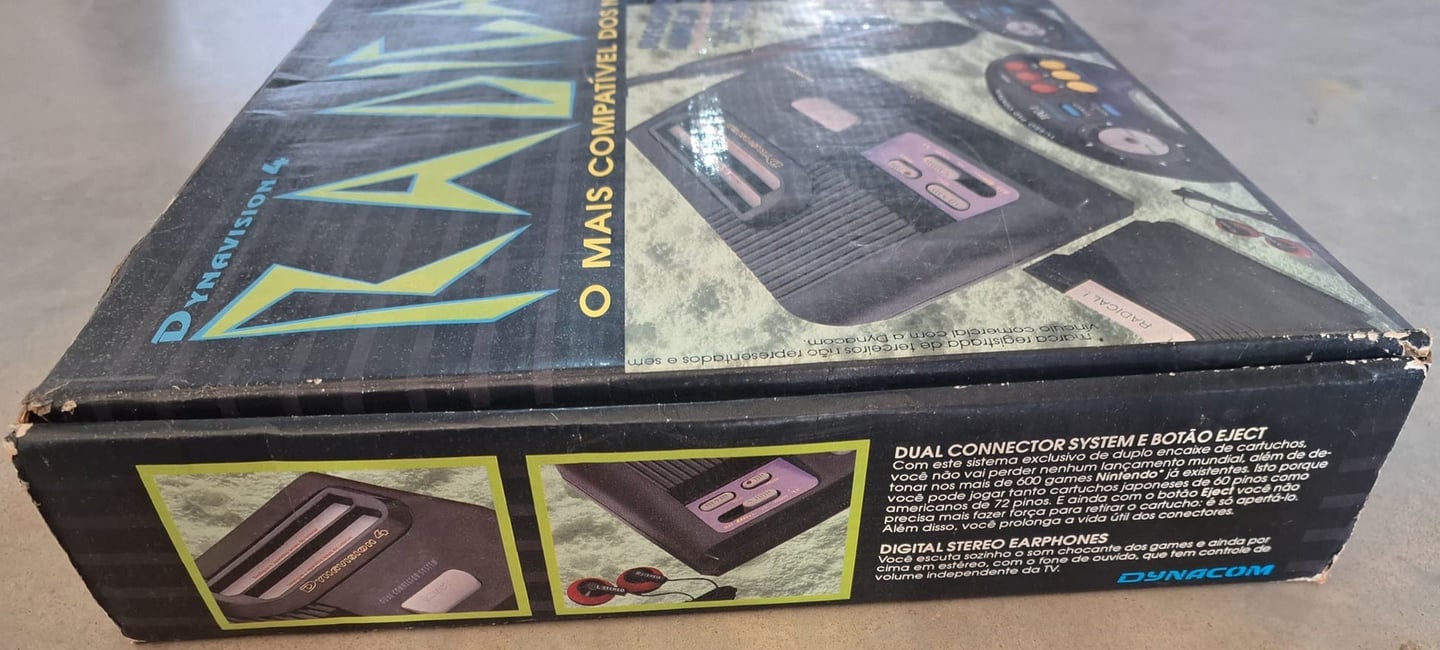 DYNAVISION 4
RADICA
O MAIS COMPATÍVEL DOS
* marca registrada de terceiros não representados e sem
vínculo comercial com a Dynacom.
RADICAL!
Dynavision 4
DUAL CONNECTOR SYSTEM E BOTÃO EJECT
Com este sistema exclusivo de duplo encaixe de cartuchos,
você não vai perder nenhum lançamento mundial, além de de-
tonar nos mais de 600 games Nintendo* já existentes. Isto porque
você pode jogar tanto cartuchos japoneses de 60 pinos como
americanos de 72 pinos. E ainda com o botão Eject você não
precisa mais fazer força para retirar o cartucho: é só apertá-lo.
Além disso, você prolonga a vida útil dos conectores.
DIGITAL STEREO EARPHONES
Você escuta sozinho o som chocante dos games e ainda por
cima em estéreo, com o fone de ouvido, que tem controle de
volume independente da TV.
DYNACOM